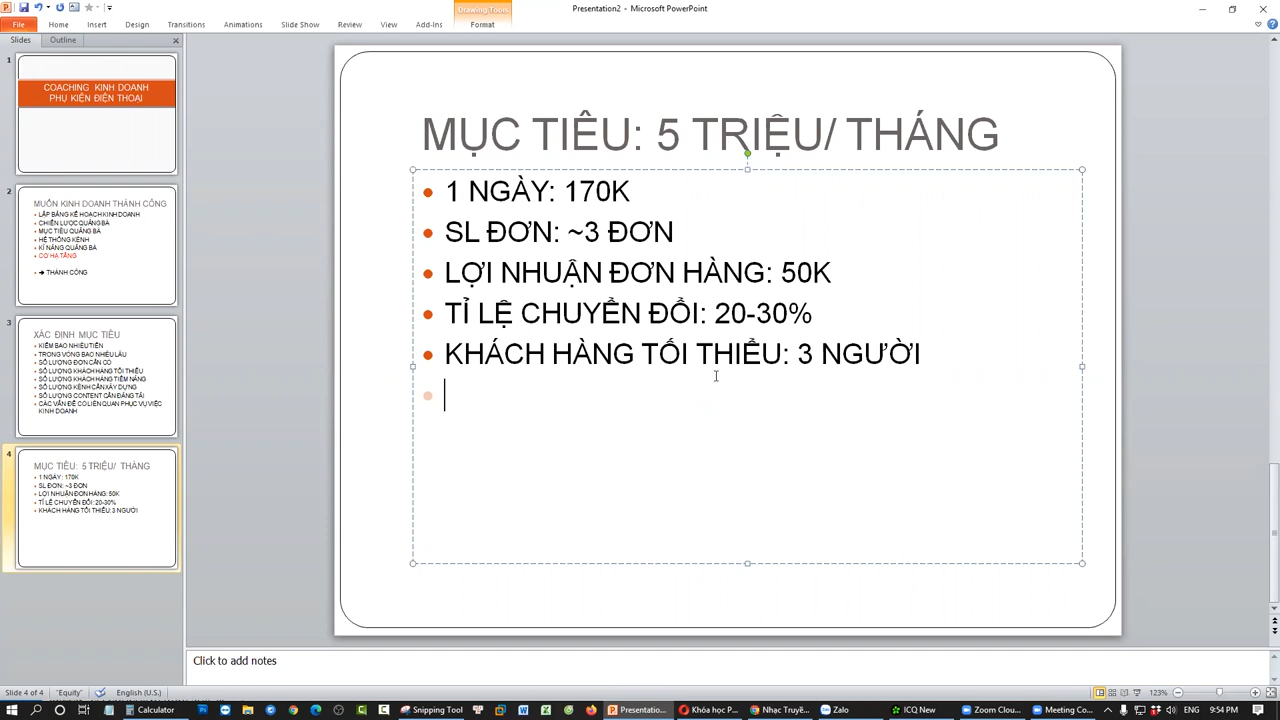 Drawing Tools
Presentation2 - Microsoft PowerPoint
File Home Insert Design Transitions Animations Slide Show Review View Add-Ins Format
Slides Outline
1
COACHING KINH DOANH
PHỤ KIỆN ĐIỆN THOẠI
2
MUỐN KINH DOANH THÀNH CÔNG
LẬP BẢNG KẾ HOẠCH KINH DOANH
CHIẾN LƯỢC QUẢNG BÁ
MỤC TIÊU QUẢNG BÁ
HỆ THỐNG KÊNH
KĨ NĂNG QUẢNG BÁ
CƠ HẠ TẦNG
➔ THÀNH CÔNG
3
XÁC ĐỊNH MỤC TIÊU
KIẾM BAO NHIÊU TIỀN
TRONG VÒNG BAO NHIÊU LÂU
SỐ LƯỢNG ĐƠN CẦN CÓ
SỐ LƯỢNG KHÁCH HÀNG TỐI THIỂU
SỐ LƯỢNG KHÁCH HÀNG TIỀM NĂNG
SỐ LƯỢNG KÊNH CẦN XÂY DỰNG
SỐ LƯỢNG CONTENT CẦN ĐĂNG TẢI
CÁC VẤN ĐỀ CÓ LIÊN QUAN PHỤC VỤ VIỆC
KINH DOANH
4
MỤC TIÊU: 5 TRIỆU/ THÁNG
1 NGÀY: 170K
SL ĐƠN: ~3 ĐƠN
LỢI NHUẬN ĐƠN HÀNG: 50K
TỈ LỆ CHUYỂN ĐỔI: 20-30%
KHÁCH HÀNG TỐI THIỂU: 3 NGƯỜI
MỤC TIÊU: 5 TRIỆU/ THÁNG
1 NGÀY: 170K
SL ĐƠN: ~3 ĐƠN
LỢI NHUẬN ĐƠN HÀNG: 50K
TỈ LỆ CHUYỂN ĐỔI: 20-30%
KHÁCH HÀNG TỐI THIỂU: 3 NGƯỜI
Click to add notes
Slide 4 of 4 "Equity" English (U.S.) 123%
Calculator Snipping Tool Presentatio... Khóa học P... Nhạc Truyề... Zalo ICQ New Zoom Clou... Meeting Co... 9:54 PM